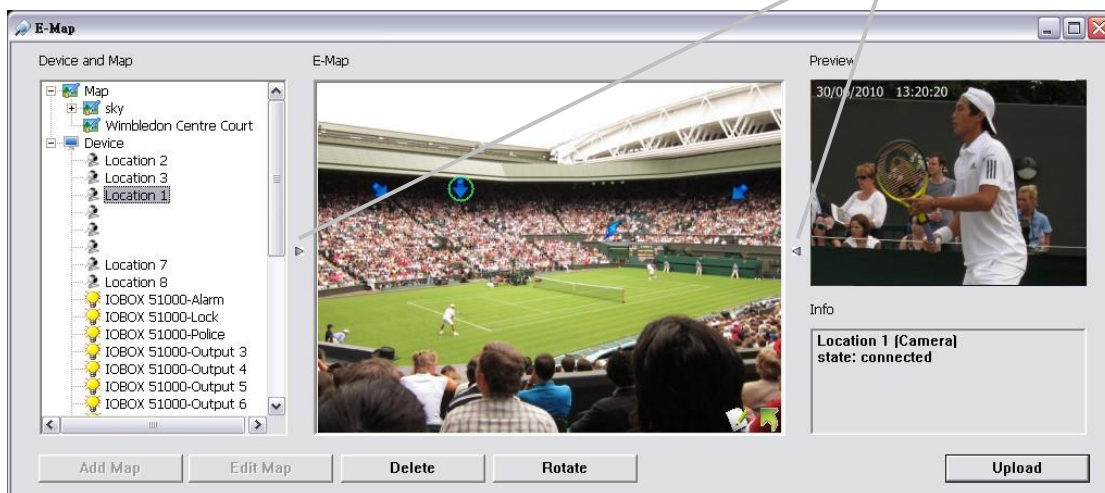 E-Map
Device and Map
E-Map
Preview
Map
sky
Wimbledon Centre Court
Device
Location 2
Location 3
Location 1
Location 7
Location 8
IOBOX 51000-Alarm
IOBOX 51000-Lock
IOBOX 51000-Police
IOBOX 51000-Output 3
IOBOX 51000-Output 4
IOBOX 51000-Output 5
IOBOX 51000-Output 6
30/06/2010 13:20:20
Info
Location 1 (Camera)
state: connected
Add Map
Edit Map
Delete
Rotate
Upload